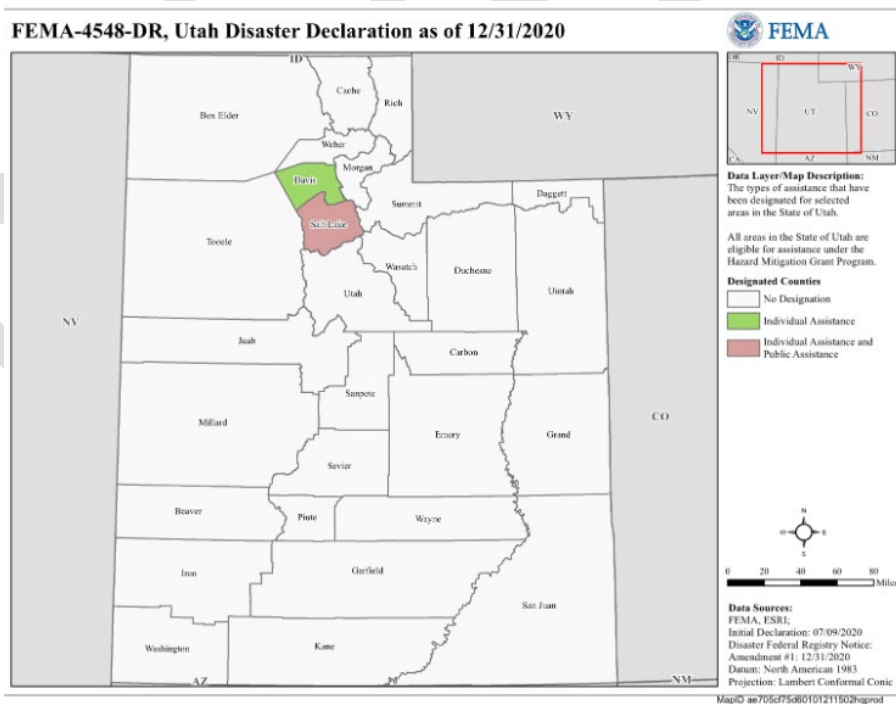 FEMA-4548-DR, Utah Disaster Declaration as of 12/31/2020
FEMA
ID
Cache
Rich
Box Elder
WY
Weber
Morgan
Davis
Summit
Daggett
Salt Lake
Tooele
Wasatch
Duchesne
Uintah
Utah
NV
Juab
Carbon
Sanpete
Millard
Emery
Grand
CO
Sevier
Beaver
Piute
Wayne
Iron
Garfield
San Juan
Washington
Kane
AZ
NM
OR
ID
WY
NV
UT
CO
CA
AZ
NM
Data Layer/Map Description:
The types of assistance that have
been designated for selected
areas in the State of Utah.
All areas in the State of Utah are
eligible for assistance under the
Hazard Mitigation Grant Program.
Designated Counties
No Designation
Individual Assistance
Individual Assistance and
Public Assistance
N
W E
S
0 20 40 60 80
Miles
Data Sources:
FEMA, ESRI;
Initial Declaration: 07/09/2020
Disaster Federal Registry Notice:
Amendment #1: 12/31/2020
Datum: North American 1983
Projection: Lambert Conformal Conic
MapID ae705cf75d60101211502hqprod